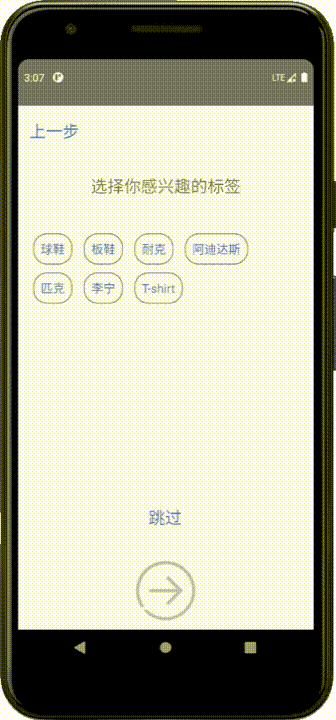 3:07 LTE
上一步
选择你感兴趣的标签
球鞋 板鞋 耐克 阿迪达斯
匹克 李宁 T-shirt
跳过